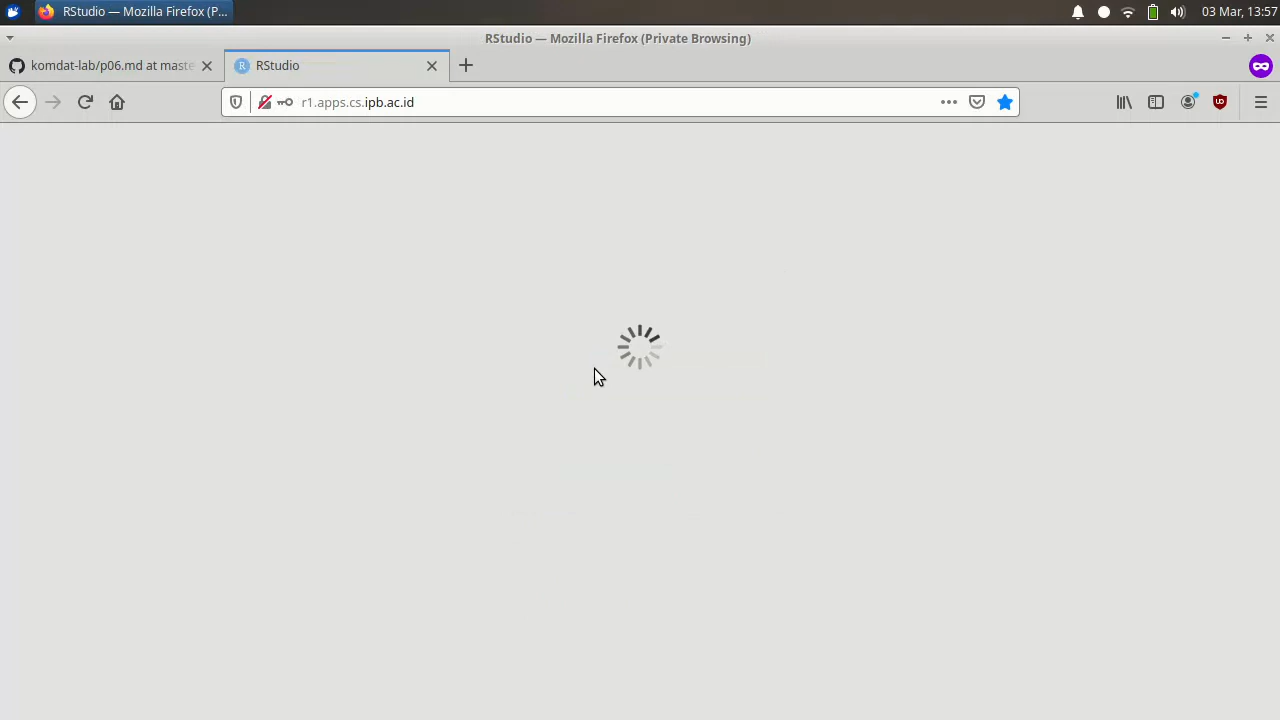 RStudio — Mozilla Firefox (P...
03 Mar, 13:57
RStudio — Mozilla Firefox (Private Browsing)
komdat-lab/p06.md at maste
RStudio
r1.apps.cs.ipb.ac.id